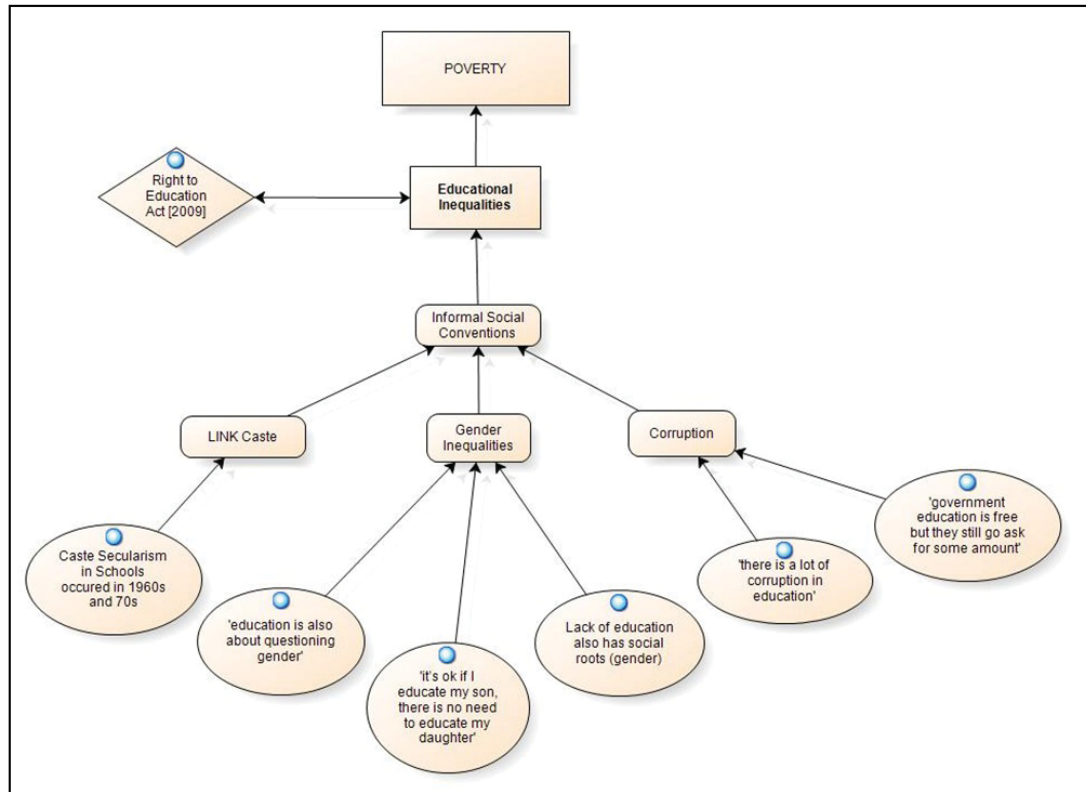 POVERTY
Right to
Education
Act [2009]
Educational
Inequalities
Informal Social
Conventions
LINK Caste
Gender
Inequalities
Corruption
Caste Secularism
in Schools
occured in 1960s
and 70s
'education is also
about questioning
gender'
'it's ok if I
educate my son,
there is no need
to educate my
daughter'
Lack of education
also has social
roots (gender)
'there is a lot of
corruption in
education'
'government
education is free
but they still go ask
for some amount'